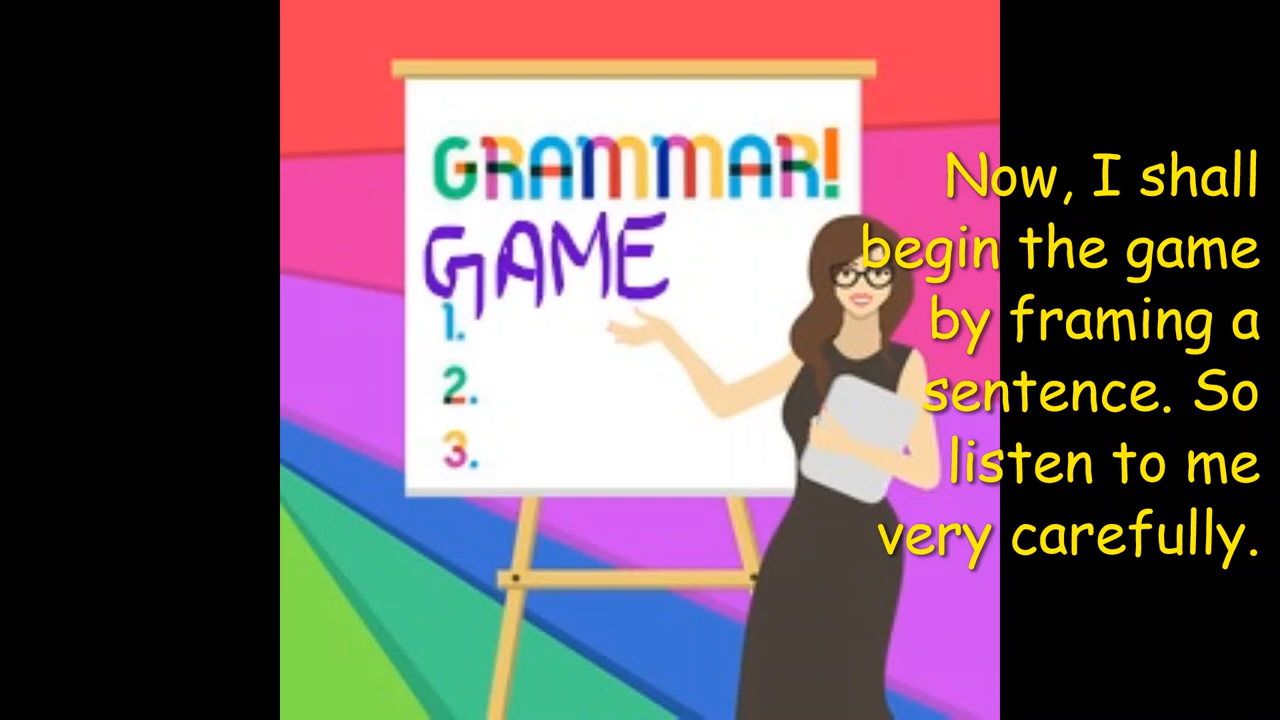 GRAMMAR!
GAME
1.
2.
3.
Now, I shall
begin the game
by framing a
sentence. So
listen to me
very carefully.